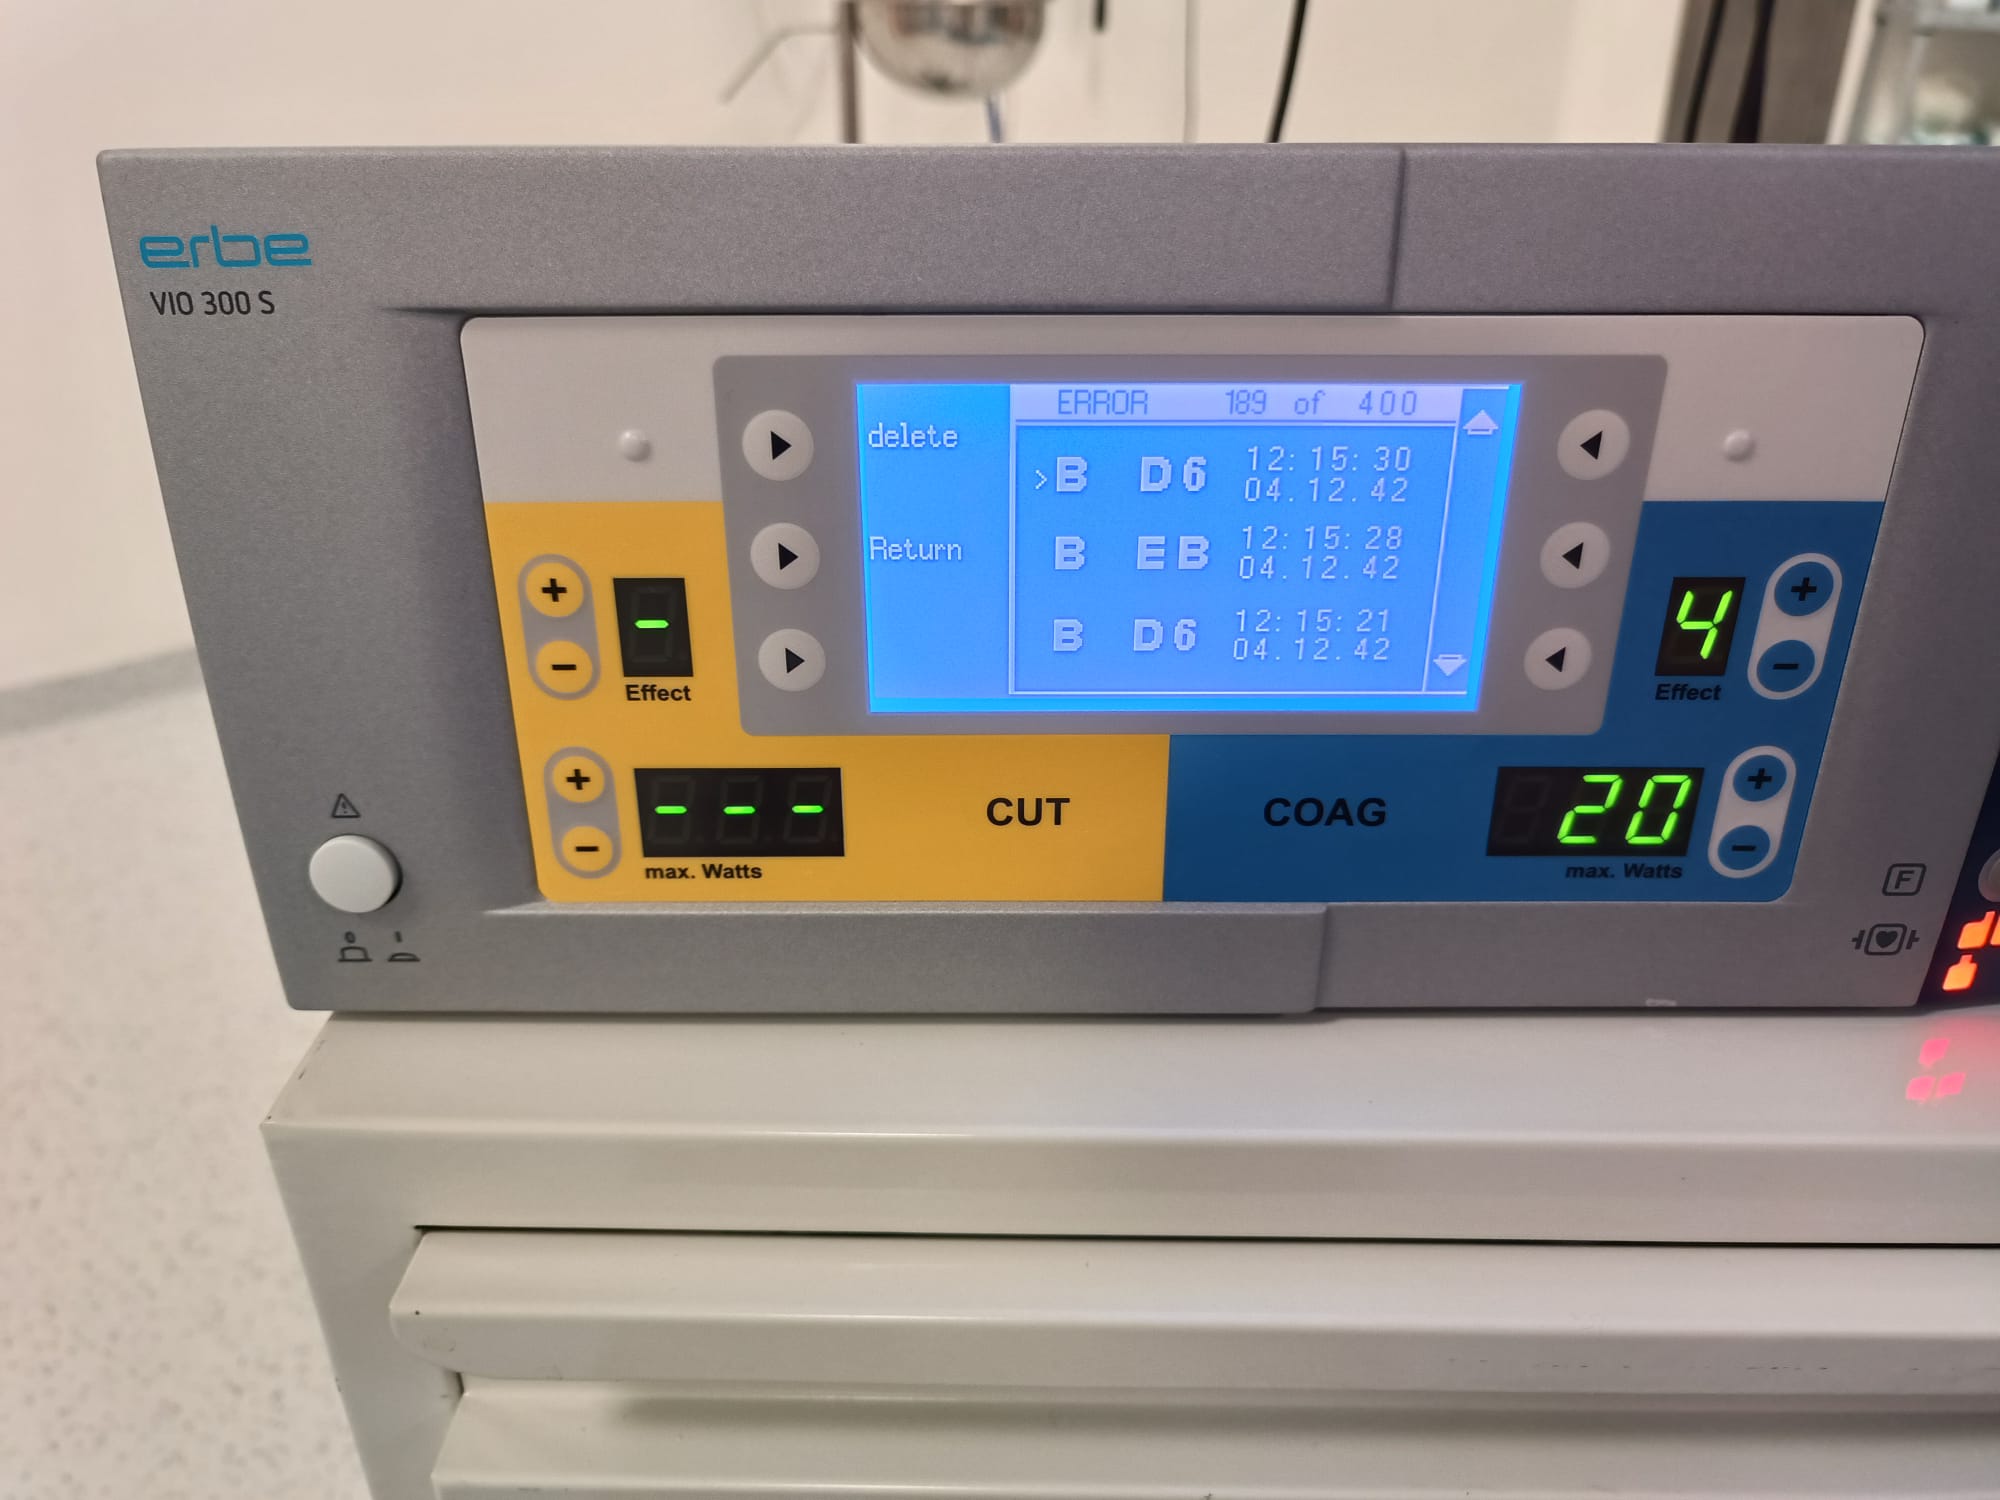 erbe
VIO 300 S
ERROR 189 of 400
delete
>B D6 12:15:30
04.12.42
Return
B EB 12:15:28
04.12.42
B D6 12:15:21
04.12.42
+
-
-
Effect
4
+
-
Effect
+
-
---
max. Watts
CUT
COAG
20
max. Watts
+
-
F